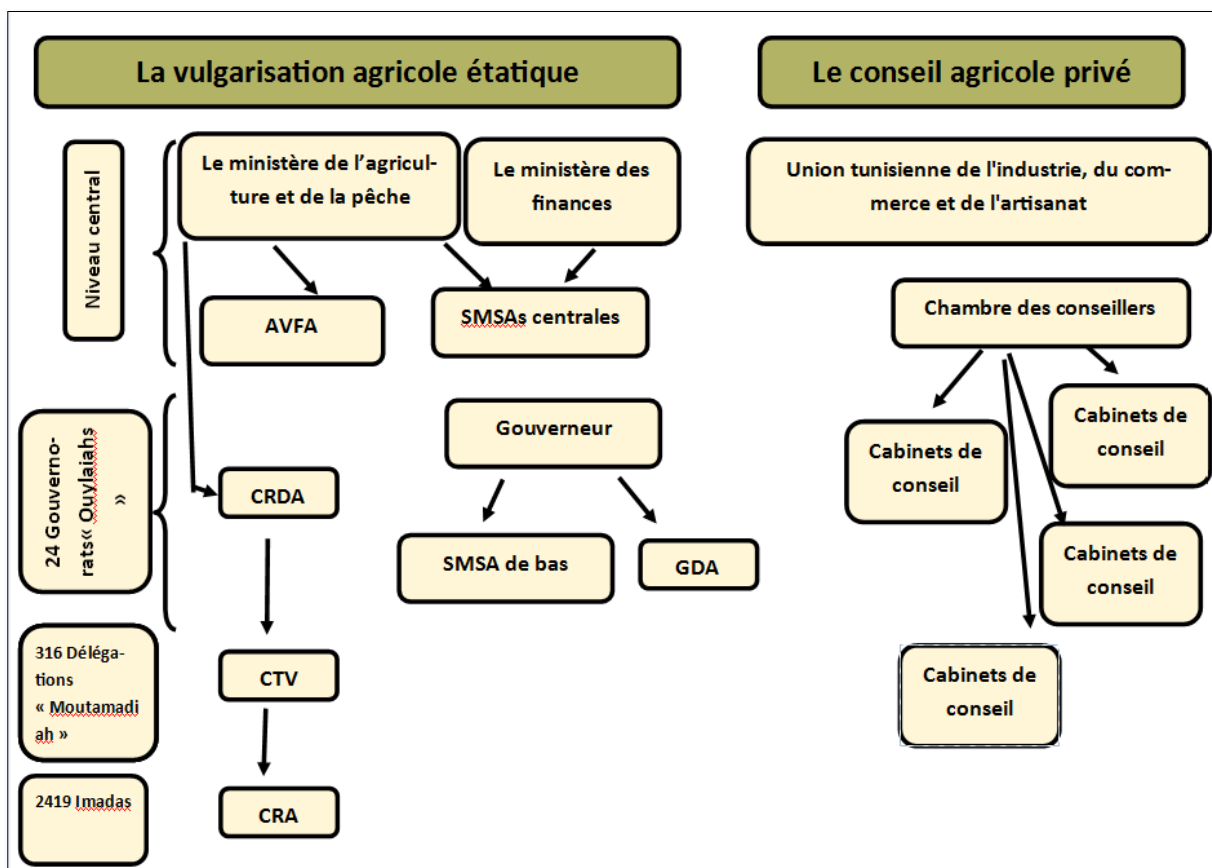 La vulgarisation agricole étatique
Le conseil agricole privé
Niveau central
Le ministère de l’agricul-
ture et de la pêche
Le ministère des
finances
Union tunisienne de l'industrie, du com-
merce et de l'artisanat
AVFA
SMSAs centrales
Chambre des conseillers
24 Gouverno-
rats« Ouylaiahs
»
Gouverneur
Cabinets de
conseil
Cabinets de
conseil
CRDA
SMSA de bas
GDA
Cabinets de
conseil
316 Déléga-
tions
« Moutamadi
ah »
CTV
Cabinets de
conseil
2419 Imadas
CRA